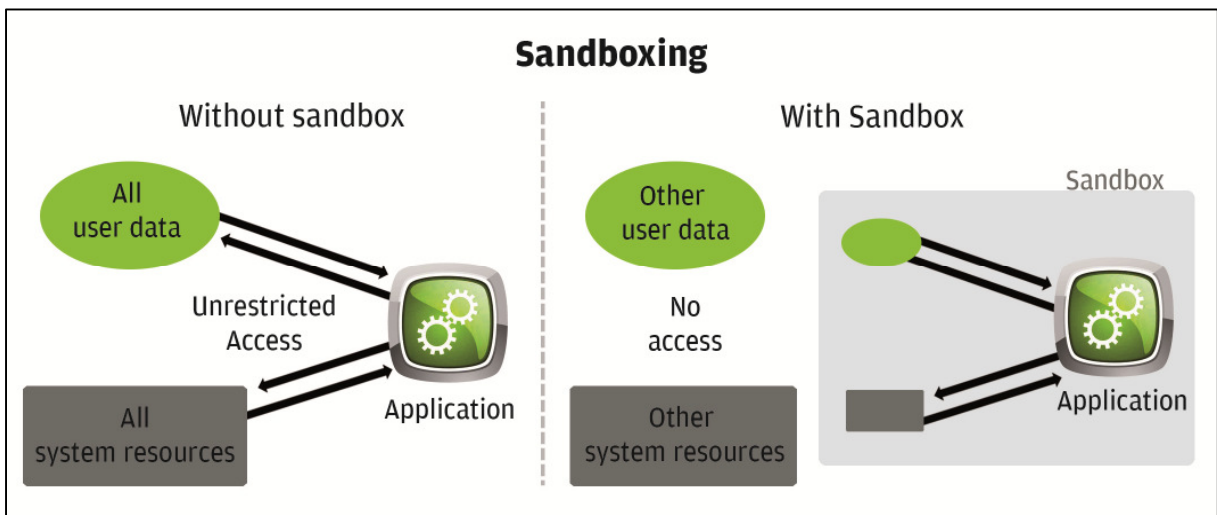 Sandboxing
Without sandbox
All
user data
Unrestricted
Access
Application
All
system resources
With Sandbox
Other
user data
No
access
Other
system resources
Sandbox
Application